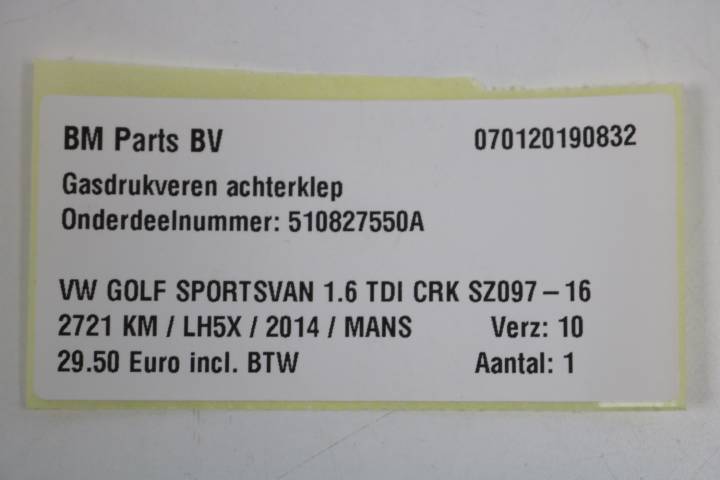 BM Parts BV 070120190832
Gasdrukveren achterklep
Onderdeelnummer: 510827550A
VW GOLF SPORTSVAN 1.6 TDI CRK SZ097 – 16
2721 KM / LH5X / 2014 / MANS Verz: 10
29.50 Euro incl. BTW Aantal: 1